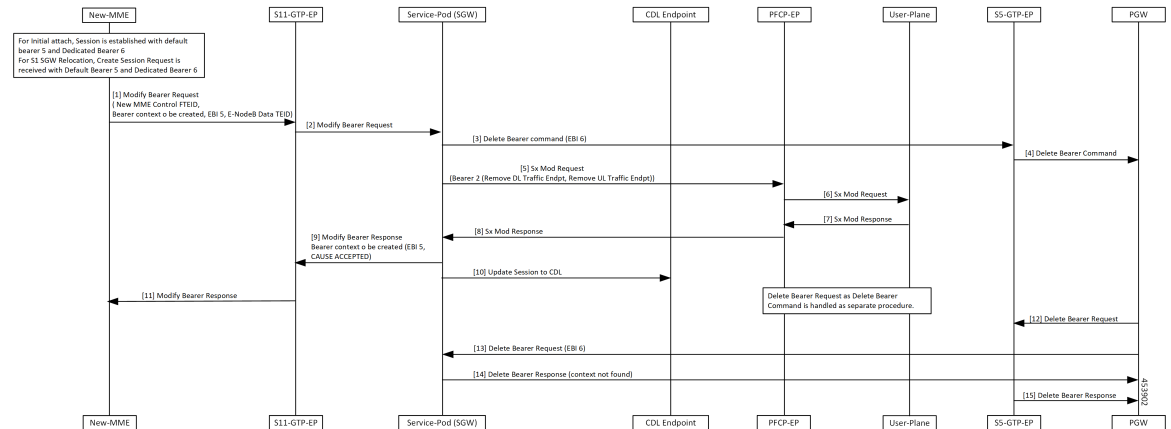 New-MME
S11-GTP-EP
Service-Pod (SGW)
CDL Endpoint
PFCP-EP
User-Plane
S5-GTP-EP
PGW
For Initial attach, Session is established with default
bearer 5 and Dedicated Bearer 6
For S1 SGW Relocation, Create Session Request is
received with Default Bearer 5 and Dedicated Bearer 6
[1] Modify Bearer Request
( New MME Control FTEID,
Bearer context o be created, EBI 5, E-NodeB Data TEID)
[2] Modify Bearer Request
[3] Delete Bearer command (EBI 6)
[4] Delete Bearer Command
[5] Sx Mod Request
(Bearer 2 (Remove DL Traffic Endpt, Remove UL Traffic Endpt))
[6] Sx Mod Request
[7] Sx Mod Response
[8] Sx Mod Response
[9] Modify Bearer Response
Bearer context o be created (EBI 5,
CAUSE ACCEPTED)
[10] Update Session to CDL
[11] Modify Bearer Response
Delete Bearer Request as Delete Bearer
Command is handled as separate procedure.
[12] Delete Bearer Request
[13] Delete Bearer Request (EBI 6)
[14] Delete Bearer Response (context not found)
[15] Delete Bearer Response
453902
New-MME
S11-GTP-EP
Service-Pod (SGW)
CDL Endpoint
PFCP-EP
User-Plane
S5-GTP-EP
PGW